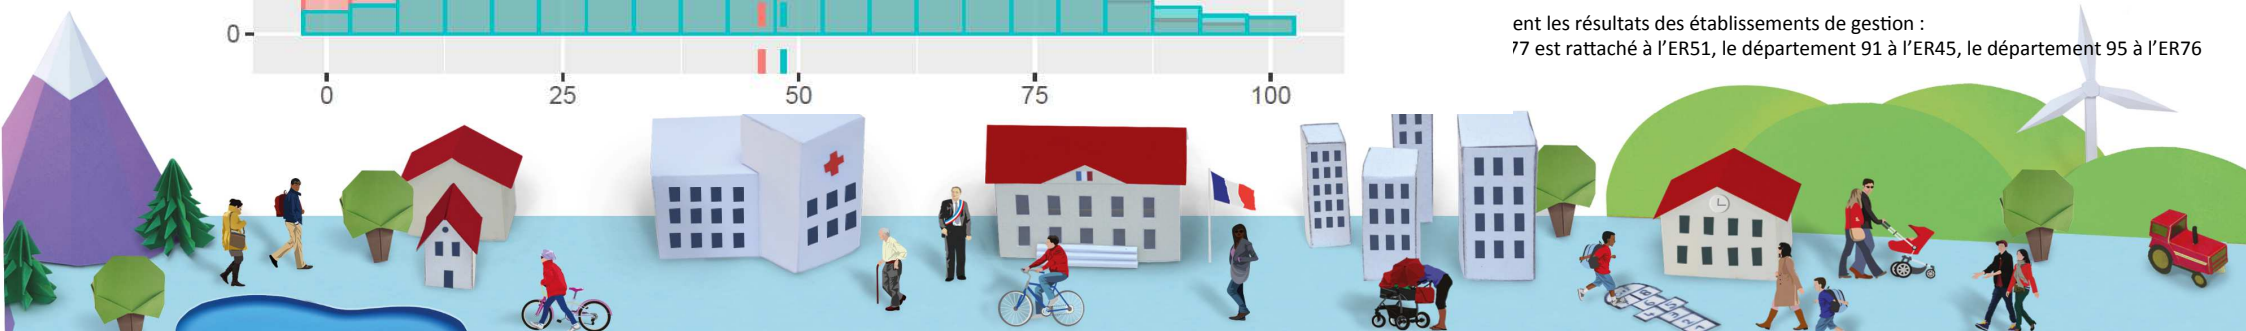 0
0 25 50 75 100
ent les résultats des établissements de gestion :
77 est rattaché à l’ER51, le département 91 à l’ER45, le département 95 à l’ER76